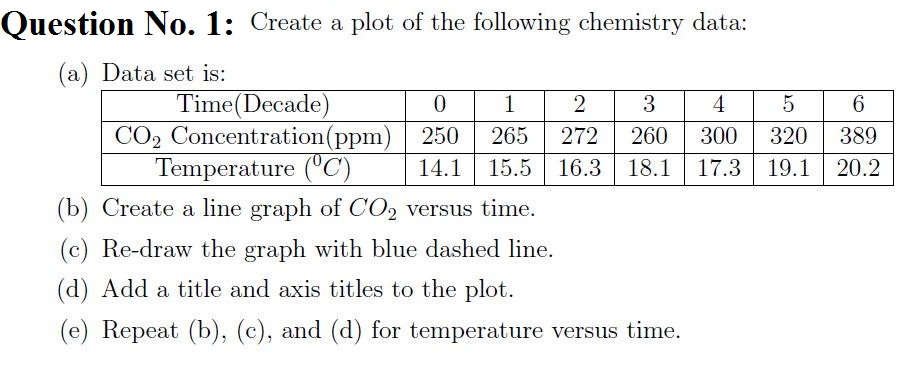 Question No. 1: Create a plot of the following chemistry data:
(a) Data set is:
Time(Decade) 0 1 2 3 4 5 6
CO₂ Concentration(ppm) 250 265 272 260 300 320 389
Temperature (⁰C) 14.1 15.5 16.3 18.1 17.3 19.1 20.2
(b) Create a line graph of CO₂ versus time.
(c) Re-draw the graph with blue dashed line.
(d) Add a title and axis titles to the plot.
(e) Repeat (b), (c), and (d) for temperature versus time.